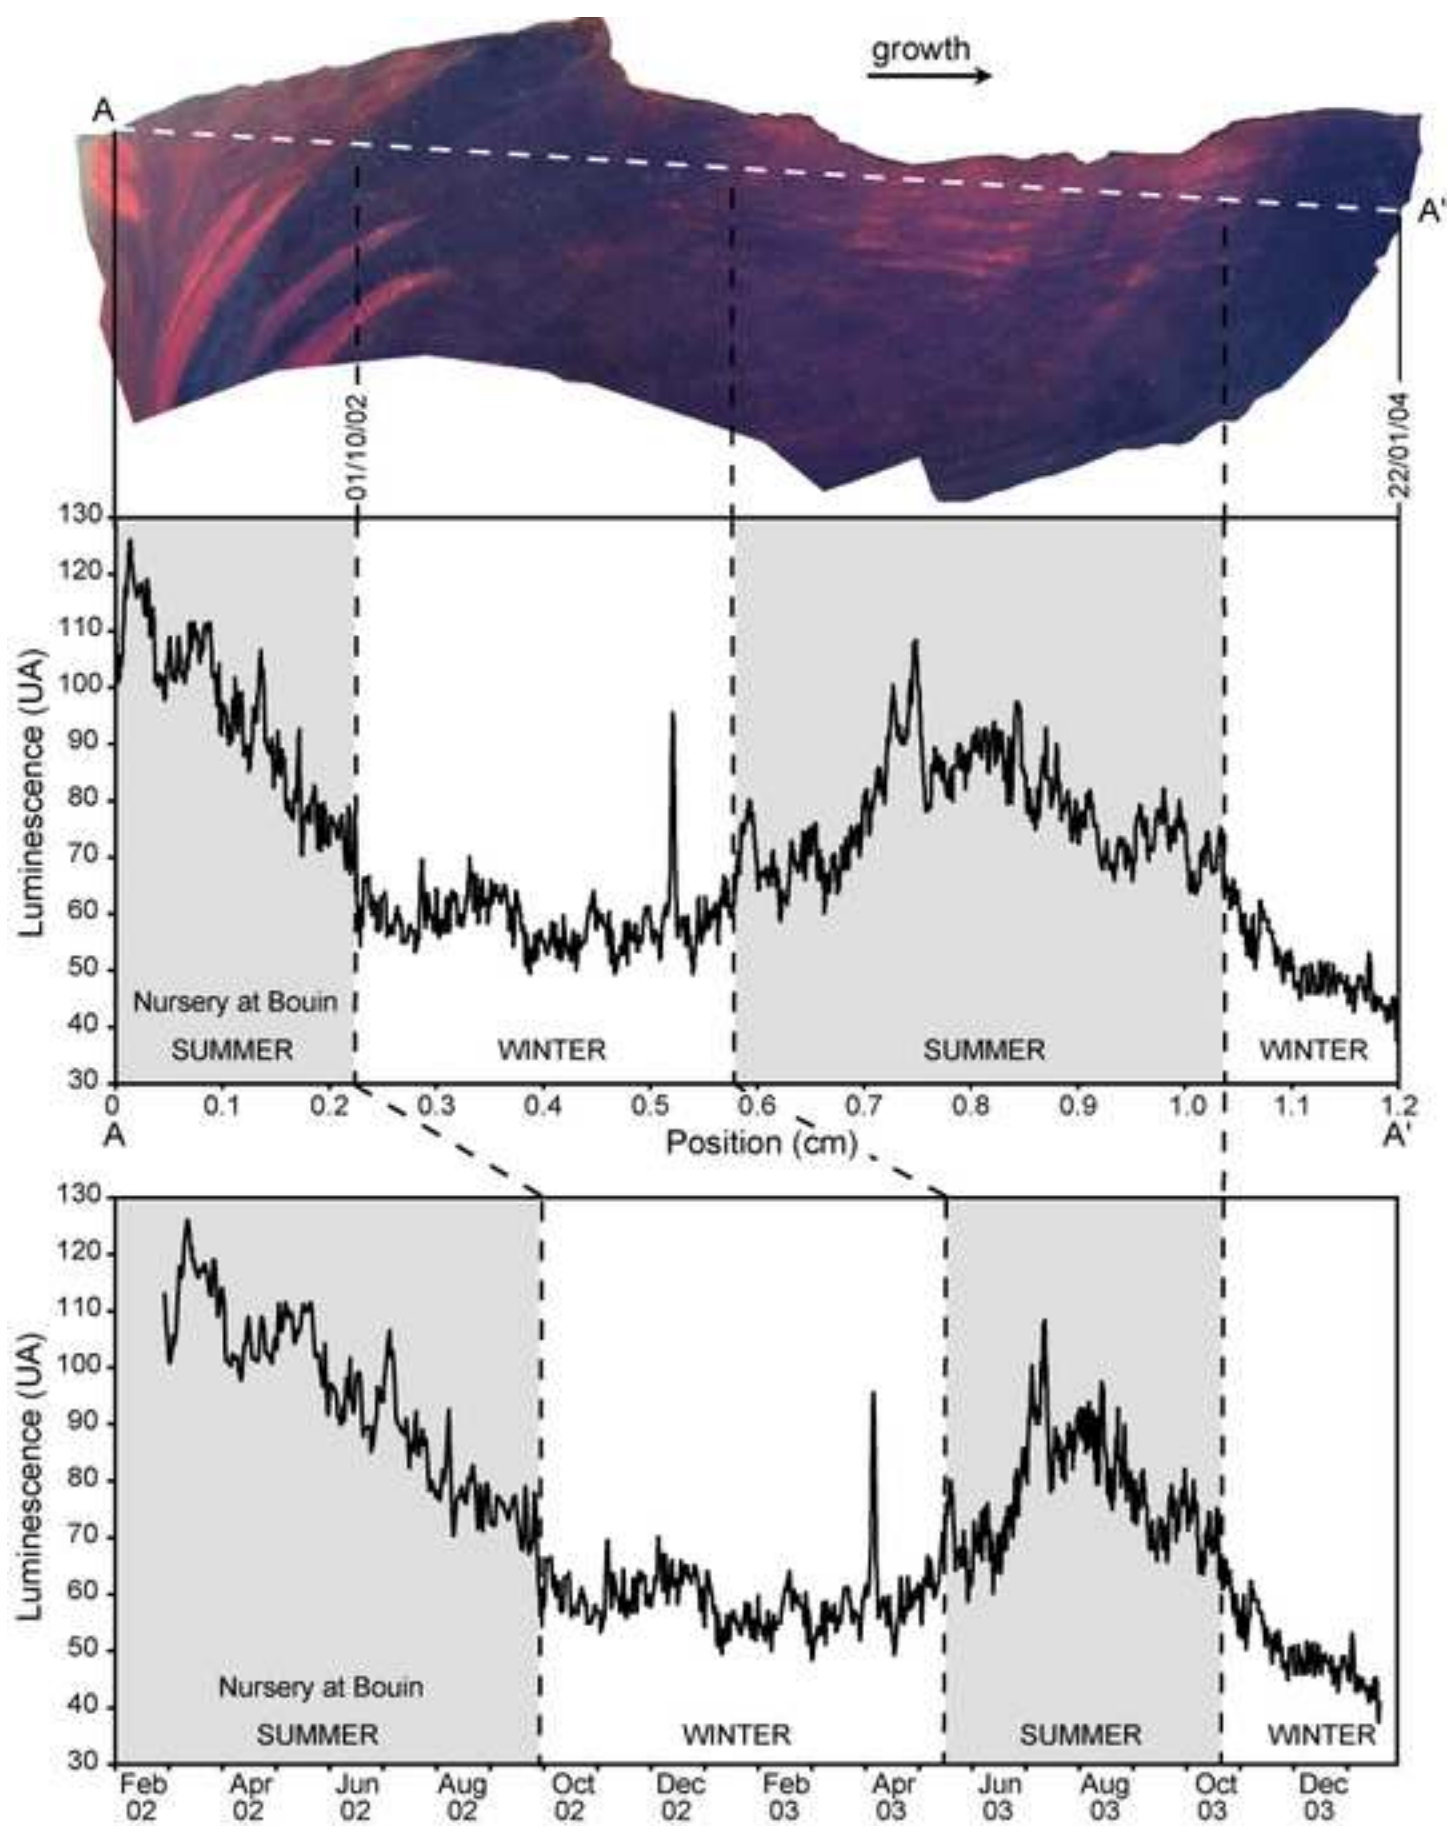 growth
A
A'
01/10/02
22/01/04
130
120
110
100
90
80
70
60
50
40
30
Luminescence (UA)
Nursery at Bouin
SUMMER
WINTER
SUMMER
WINTER
0 0.1 0.2 0.3 0.4 0.5 0.6 0.7 0.8 0.9 1.0 1.1 1.2
A Position (cm) A'
130
120
110
100
90
80
70
60
50
40
30
Luminescence (UA)
Nursery at Bouin
SUMMER
WINTER
SUMMER
WINTER
Feb Apr Jun Aug Oct Dec Feb Apr Jun Aug Oct Dec
02 02 02 02 02 02 03 03 03 03 03 03